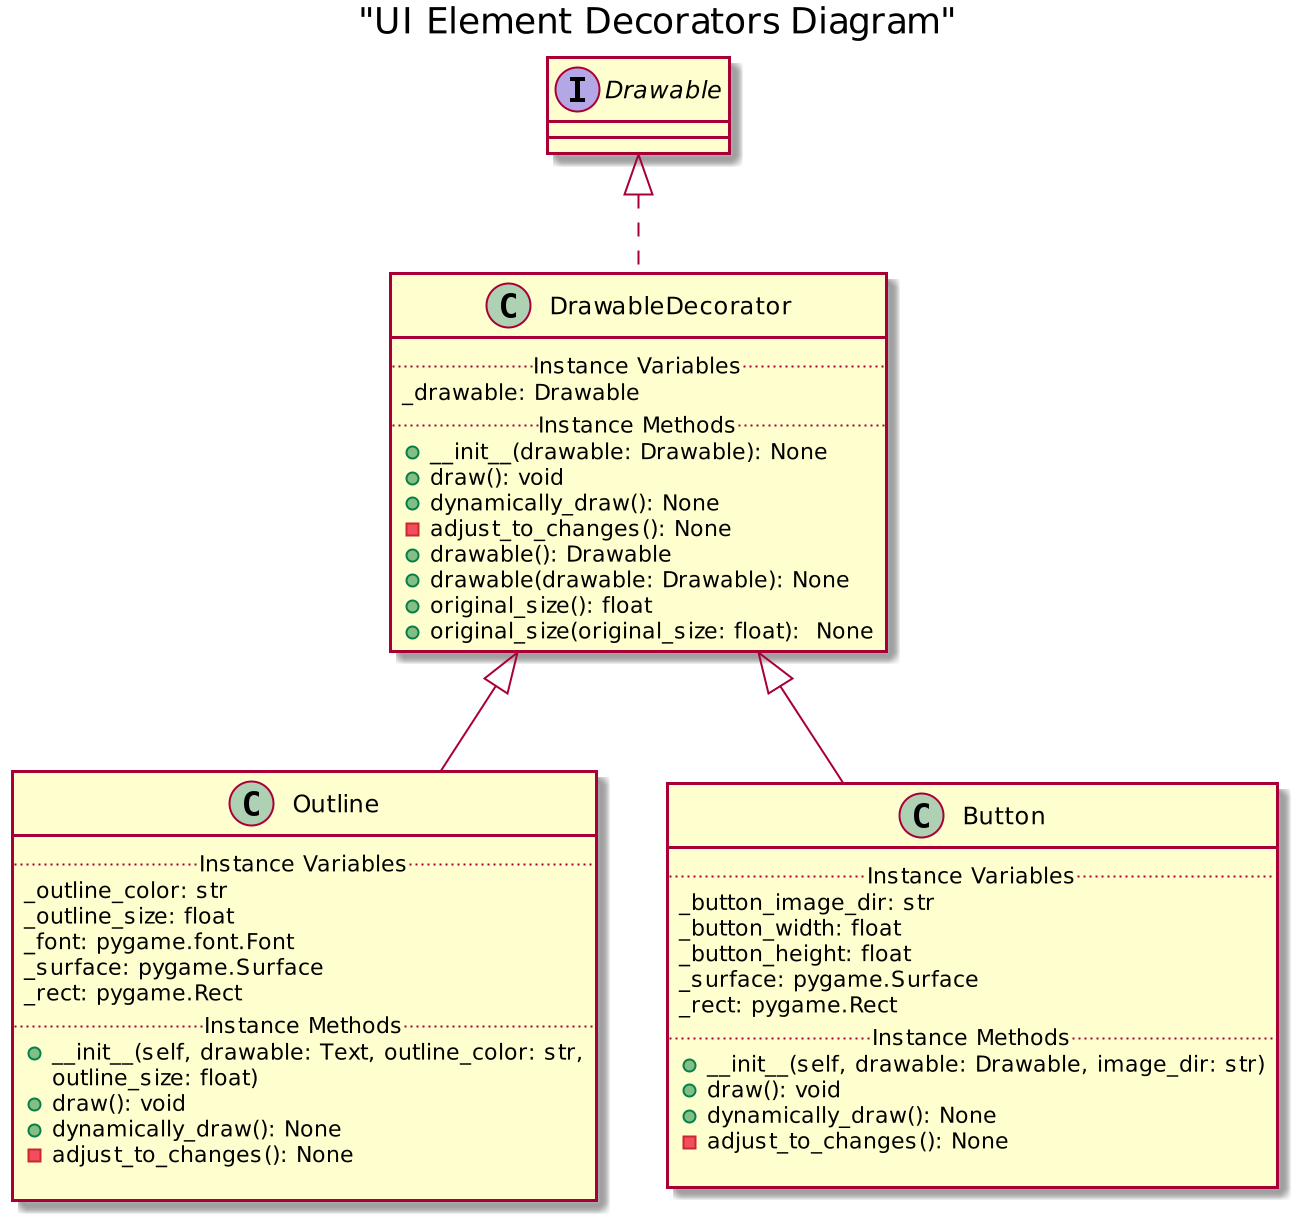 "UI Element Decorators Diagram"
I Drawable
C DrawableDecorator
Instance Variables
_drawable: Drawable
Instance Methods
__init__(drawable: Drawable): None
draw(): void
dynamically_draw(): None
adjust_to_changes(): None
drawable(): Drawable
drawable(drawable: Drawable): None
original_size(): float
original_size(original_size: float):  None
C Outline
Instance Variables
_outline_color: str
_outline_size: float
_font: pygame.font.Font
_surface: pygame.Surface
_rect: pygame.Rect
Instance Methods
__init__(self, drawable: Text, outline_color: str,
outline_size: float)
draw(): void
dynamically_draw(): None
adjust_to_changes(): None
C Button
Instance Variables
_button_image_dir: str
_button_width: float
_button_height: float
_surface: pygame.Surface
_rect: pygame.Rect
Instance Methods
__init__(self, drawable: Drawable, image_dir: str)
draw(): void
dynamically_draw(): None
adjust_to_changes(): None